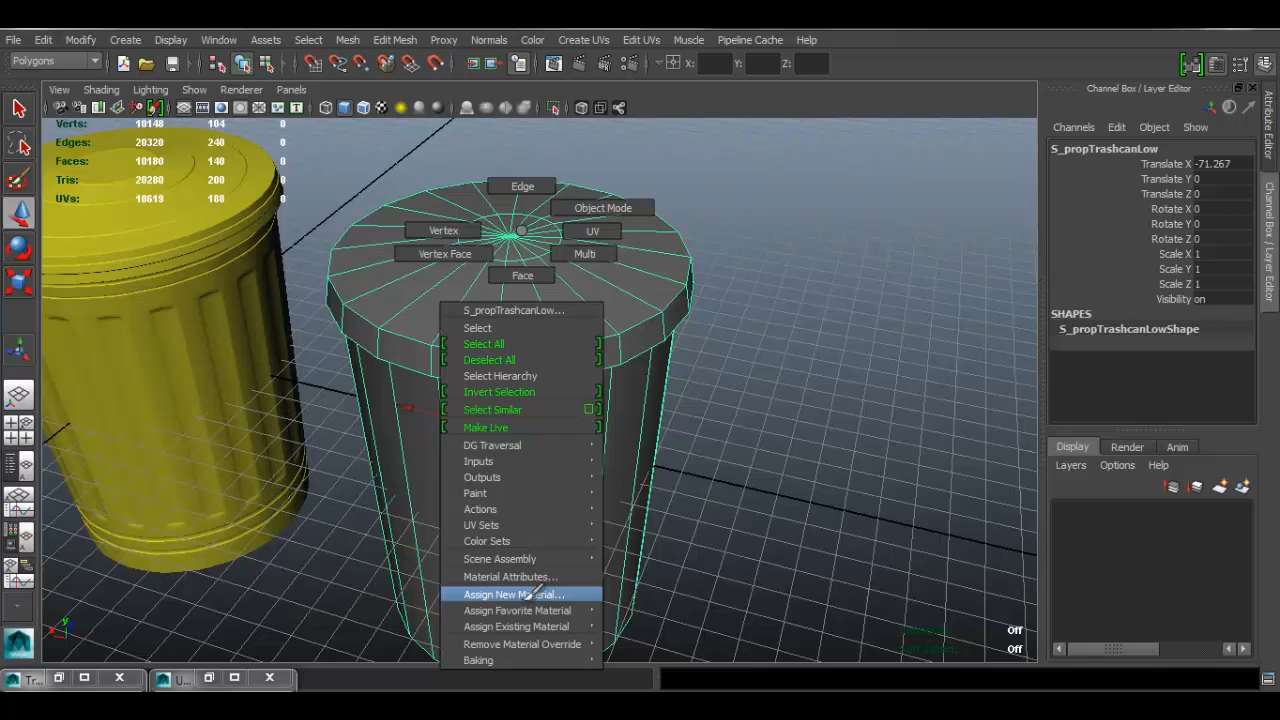 File Edit Modify Create Display Window Assets Select Mesh Edit Mesh Proxy Normals Color Create UVs Edit UVs Muscle Pipeline Cache Help
Polygons
X: Y: Z:
View Shading Lighting Show Renderer Panels
Verts: 10148 104 0
Edges: 20320 240 0
Faces: 10180 140 0
Tris: 20280 200 0
UVs: 10619 188 0
Edge
Object Mode
Vertex
UV
Vertex Face
Multi
Face
S_propTrashcanLow...
Select
Select All
Deselect All
Select Hierarchy
Invert Selection
Select Similar
Make Live
DG Traversal
Inputs
Outputs
Paint
Actions
UV Sets
Color Sets
Scene Assembly
Material Attributes...
Assign New Material...
Assign Favorite Material
Assign Existing Material
Remove Material Override
Baking
Off
Off
Tr...
U...
Channel Box / Layer Editor
Channels Edit Object Show
S_propTrashcanLow
Translate X -71.267
Translate Y 0
Translate Z 0
Rotate X 0
Rotate Y 0
Rotate Z 0
Scale X 1
Scale Y 1
Scale Z 1
Visibility on
SHAPES
S_propTrashcanLowShape
Display Render Anim
Layers Options Help
Attribute Editor
Channel Box / Layer Editor